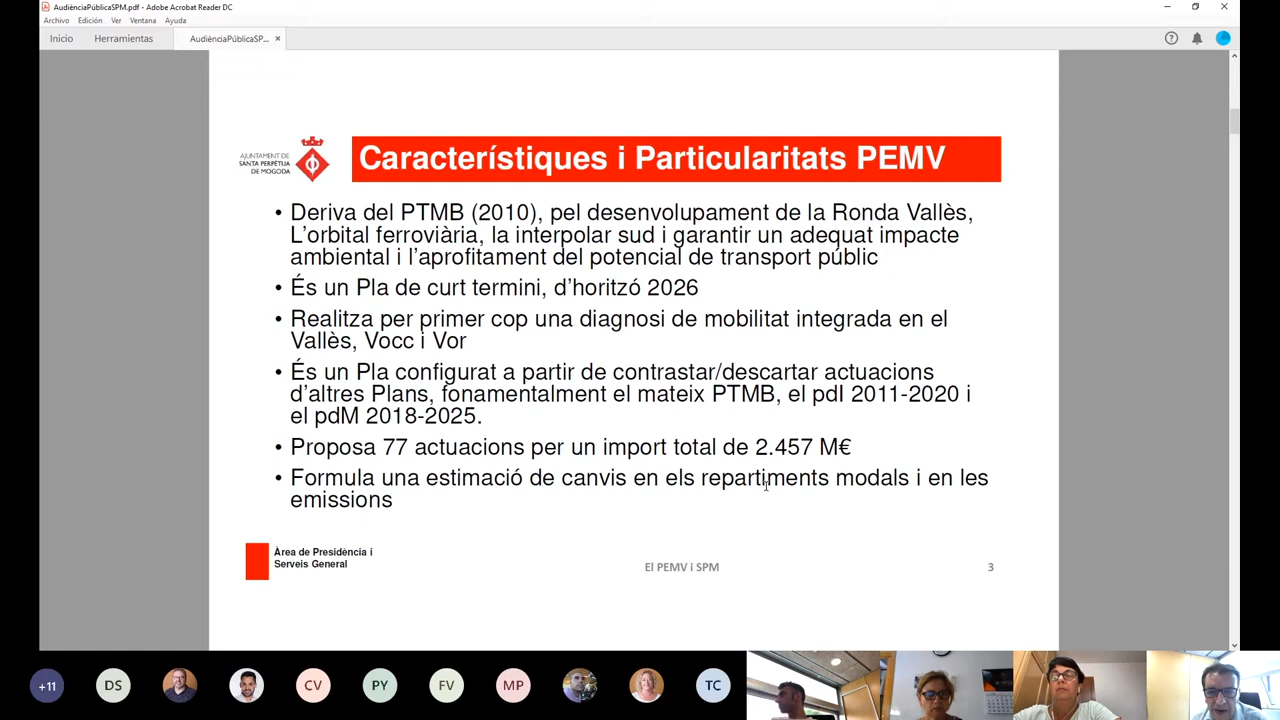 AudiènciaPúblicaSPM.pdf - Adobe Acrobat Reader DC
Archivo Edición Ver Ventana Ayuda
Inicio Herramientas AudiènciaPúblicaSP... ×
AJUNTAMENT DE
SANTA PERPÈTUA
DE MOGODA
Característiques i Particularitats PEMV
• Deriva del PTMB (2010), pel desenvolupament de la Ronda Vallès,
L’orbital ferroviària, la interpolar sud i garantir un adequat impacte
ambiental i l’aprofitament del potencial de transport públic
• És un Pla de curt termini, d’horitzó 2026
• Realitza per primer cop una diagnosi de mobilitat integrada en el
Vallès, Vocc i Vor
• És un Pla configurat a partir de contrastar/descartar actuacions
d’altres Plans, fonamentalment el mateix PTMB, el pdI 2011-2020 i
el pdM 2018-2025.
• Proposa 77 actuacions per un import total de 2.457 M€
• Formula una estimació de canvis en els repartiments modals i en les
emissions
Àrea de Presidència i
Serveis General
El PEMV i SPM
3
+11 DS CV PY FV MP TC